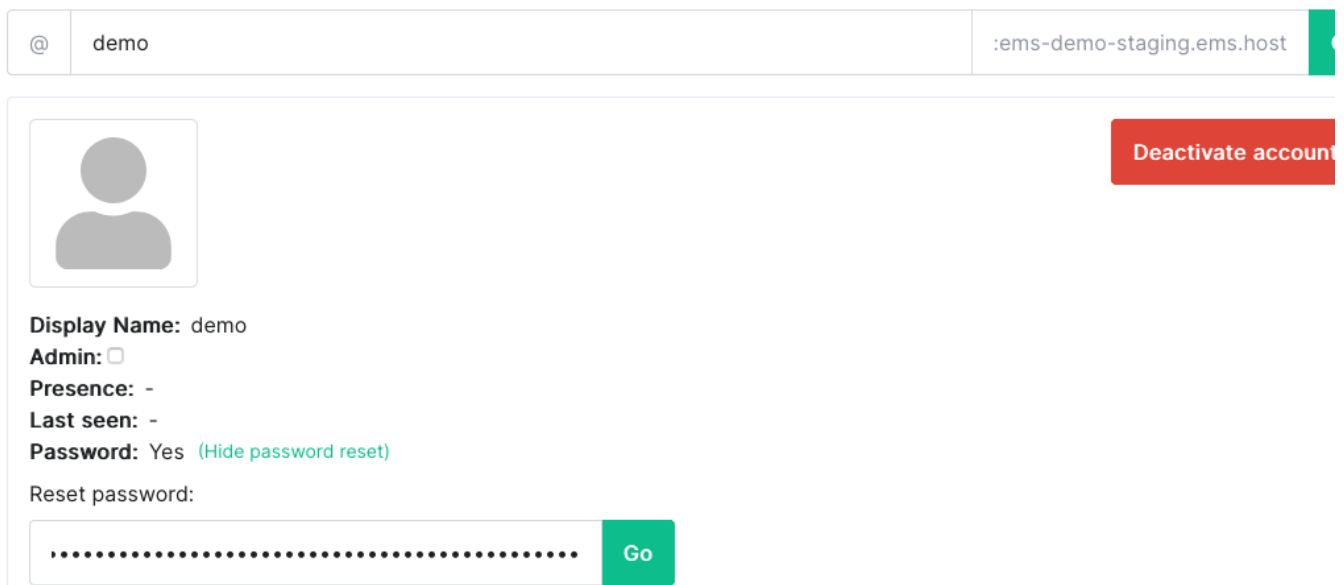 @ demo :ems-demo-staging.ems.host
Deactivate account
Display Name: demo
Admin:
Presence: -
Last seen: -
Password: Yes (Hide password reset)
Reset password:
•••••••••••••••••••••••••••••••••••••••••••• Go